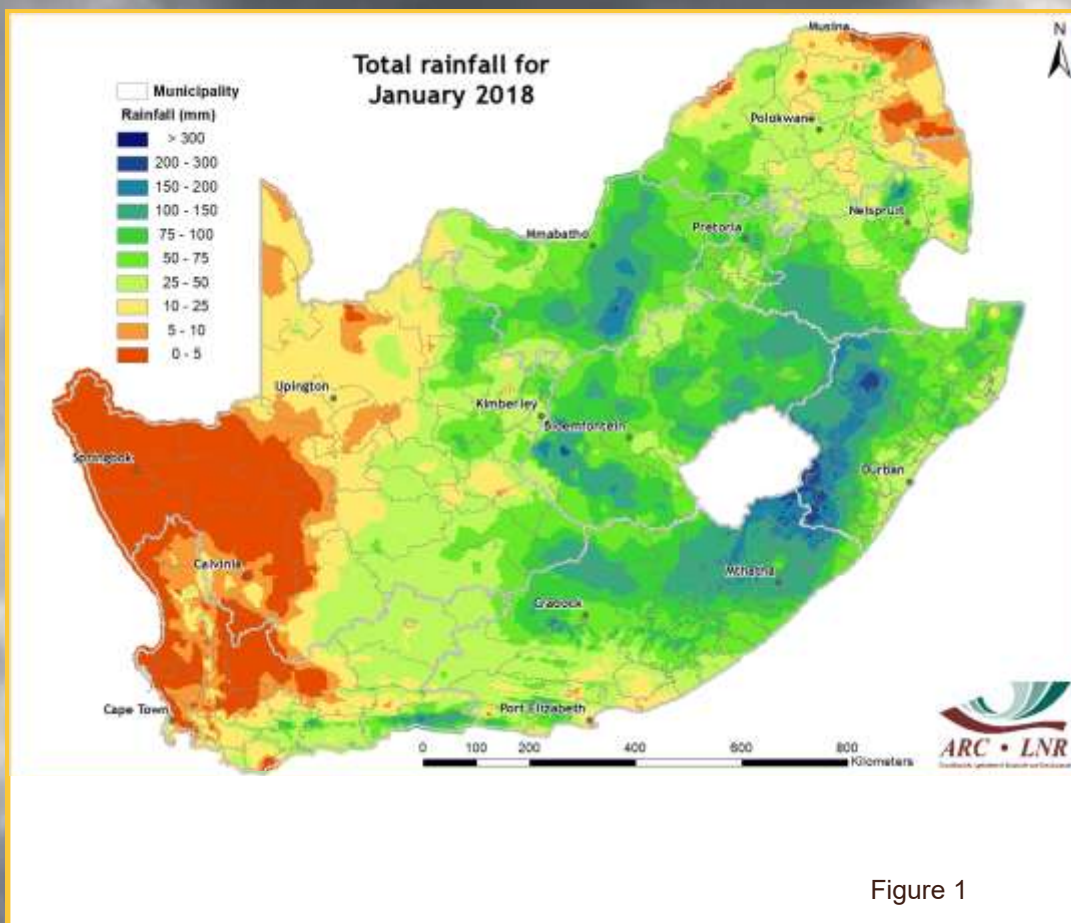 Total rainfall for
January 2018
N
Municipality
Rainfall (mm)
> 300
200 - 300
150 - 200
100 - 150
75 - 100
50 - 75
25 - 50
10 - 25
5 - 10
0 - 5
Musina
Polokwane
Nelspruit
Mmabatho
Pretoria
Upington
Kimberley
Bloemfontein
Springbok
Durban
Calvinia
Mthatha
Cradock
Cape Town
Port Elizabeth
0 100 200 400 600 800
Kilometers
ARC • LNR
Figure 1